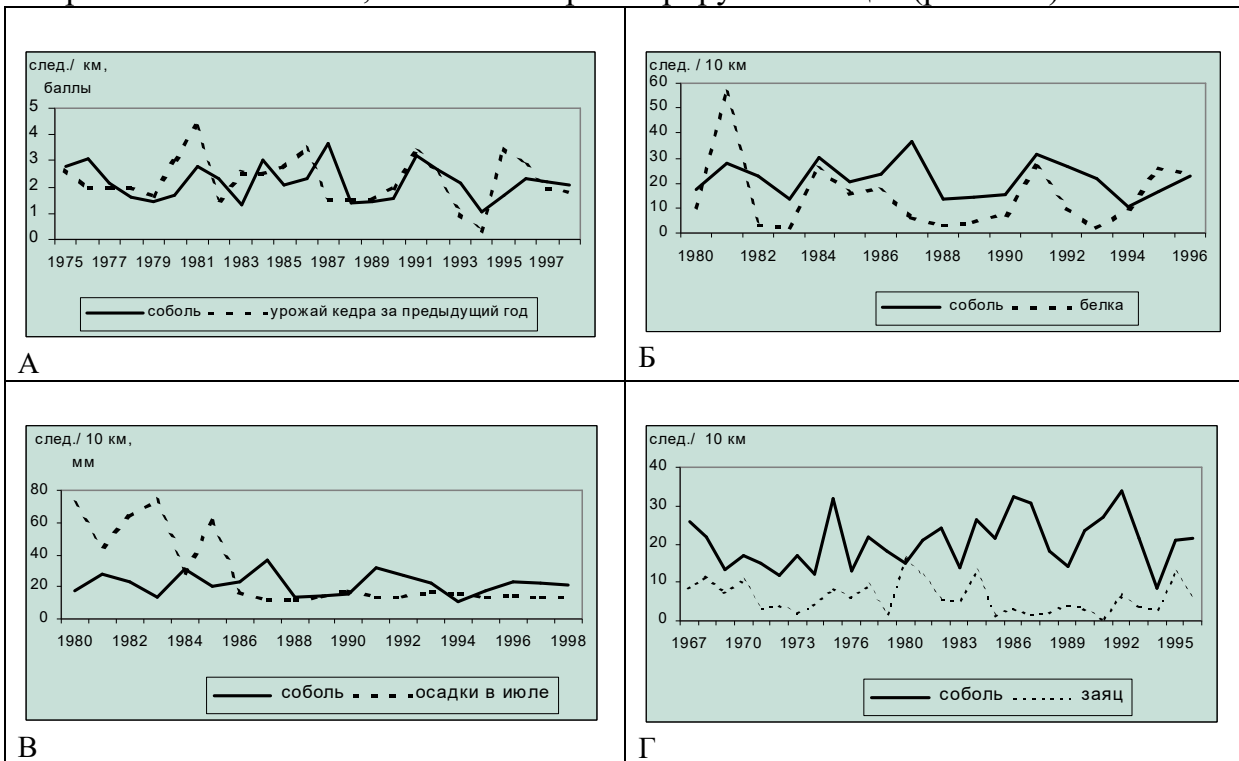 след./ км,
баллы
5
4
3
2
1
0
1975 1977 1979 1981 1983 1985 1987 1989 1991 1993 1995 1997
соболь урожай кедра за предыдущий год
А
след. / 10 км
60
50
40
30
20
10
0
1980 1982 1984 1986 1988 1990 1992 1994 1996
соболь белка
Б
след./ 10 км,
мм
80
60
40
20
0
1980 1982 1984 1986 1988 1990 1992 1994 1996 1998
соболь осадки в июле
В
след./ 10 км
40
30
20
10
0
1967 1970 1973 1976 1980 1983 1986 1989 1992 1995
соболь заяц
Г